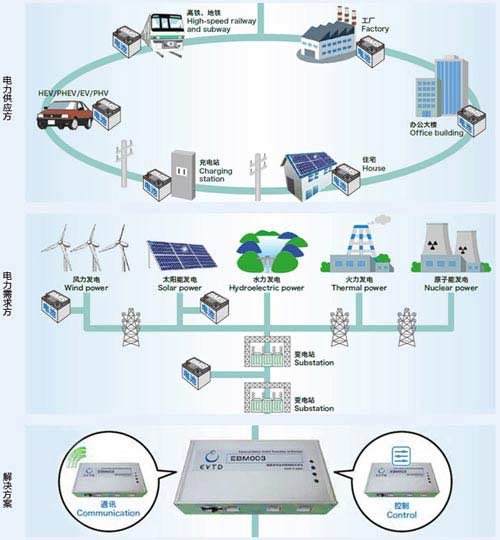 高铁、地铁
High-speed railway
and subway
工厂
Factory
电力供应方
HEV/PHEV/EV/PHV
办公大楼
Office building
充电站
Charging
station
住宅
House
电力需求方
风力发电
Wind power
太阳能发电
Solar power
水力发电
Hydroelectric power
火力发电
Thermal power
原子能发电
Nuclear power
变电站
Substation
变电站
Substation
解决方案
EBM003
EVTD
EBM003
通讯
Communication
EBM003
控制
Control